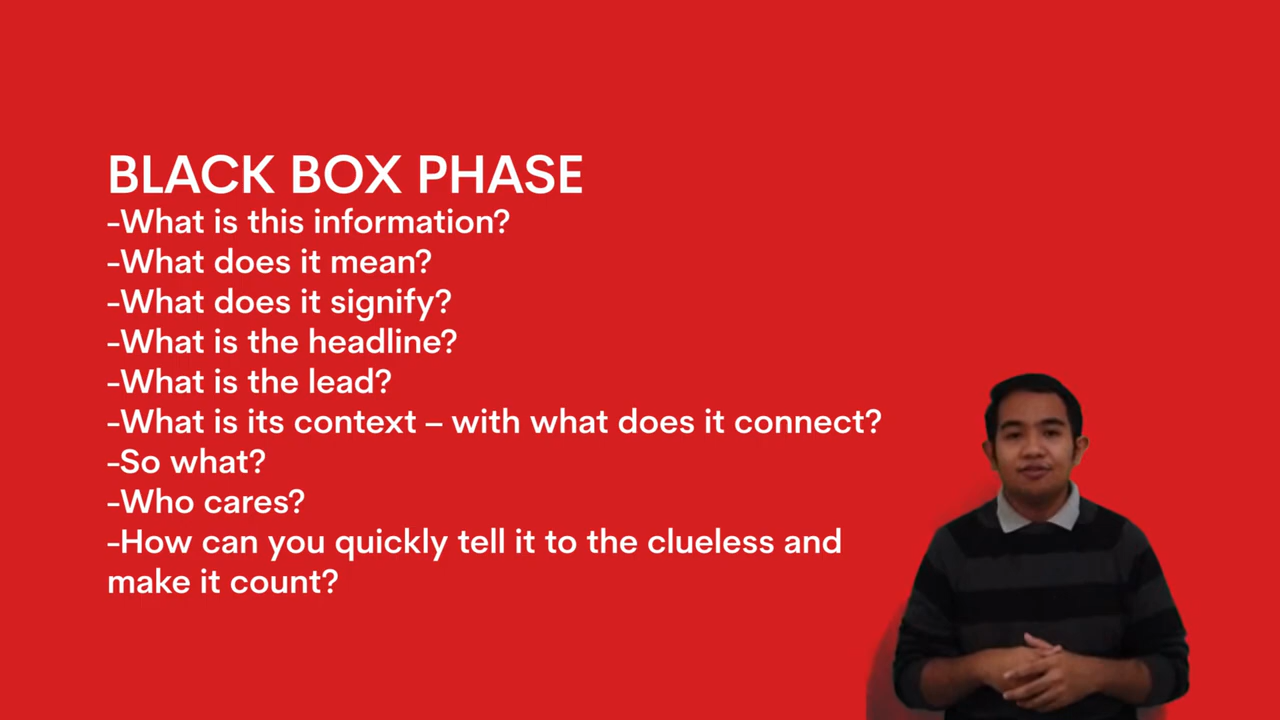 BLACK BOX PHASE
-What is this information?
-What does it mean?
-What does it signify?
-What is the headline?
-What is the lead?
-What is its context – with what does it connect?
-So what?
-Who cares?
-How can you quickly tell it to the clueless and
make it count?